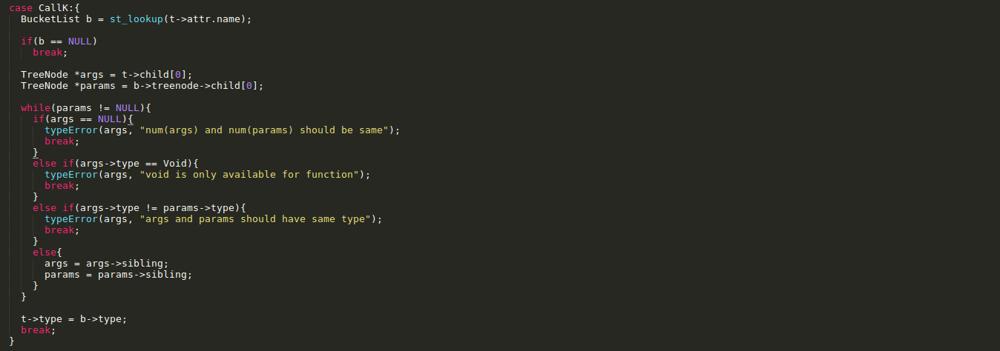 case CallK:{
  BucketList b = st_lookup(t->attr.name);

  if(b == NULL)
    break;

  TreeNode *args = t->child[0];
  TreeNode *params = b->treenode->child[0];

  while(params != NULL){
    if(args == NULL){
      typeError(args, "num(args) and num(params) should be same");
      break;
    }
    else if(args->type == Void){
      typeError(args, "void is only available for function");
      break;
    }
    else if(args->type != params->type){
      typeError(args, "args and params should have same type");
      break;
    }
    else{
      args = args->sibling;
      params = params->sibling;
    }
  }

  t->type = b->type;
  break;
}